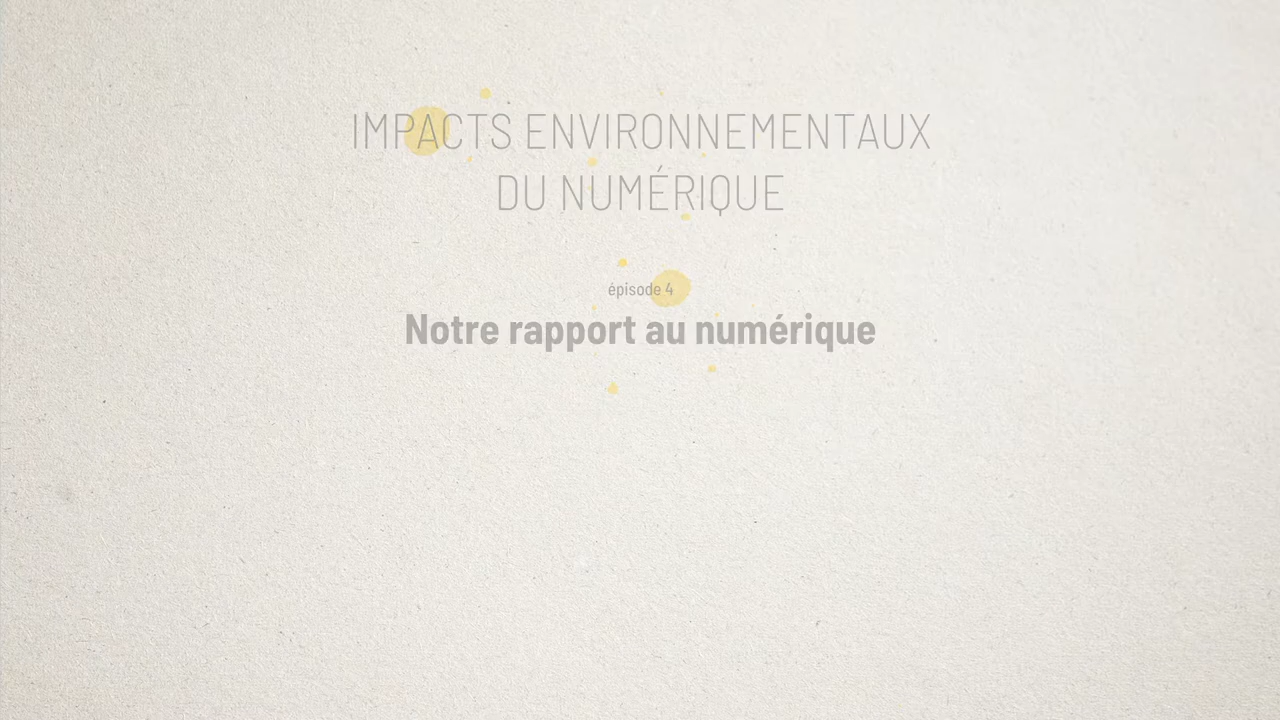 IMPACTS ENVIRONNEMENTAUX
DU NUMÉRIQUE
épisode 4
Notre rapport au numérique